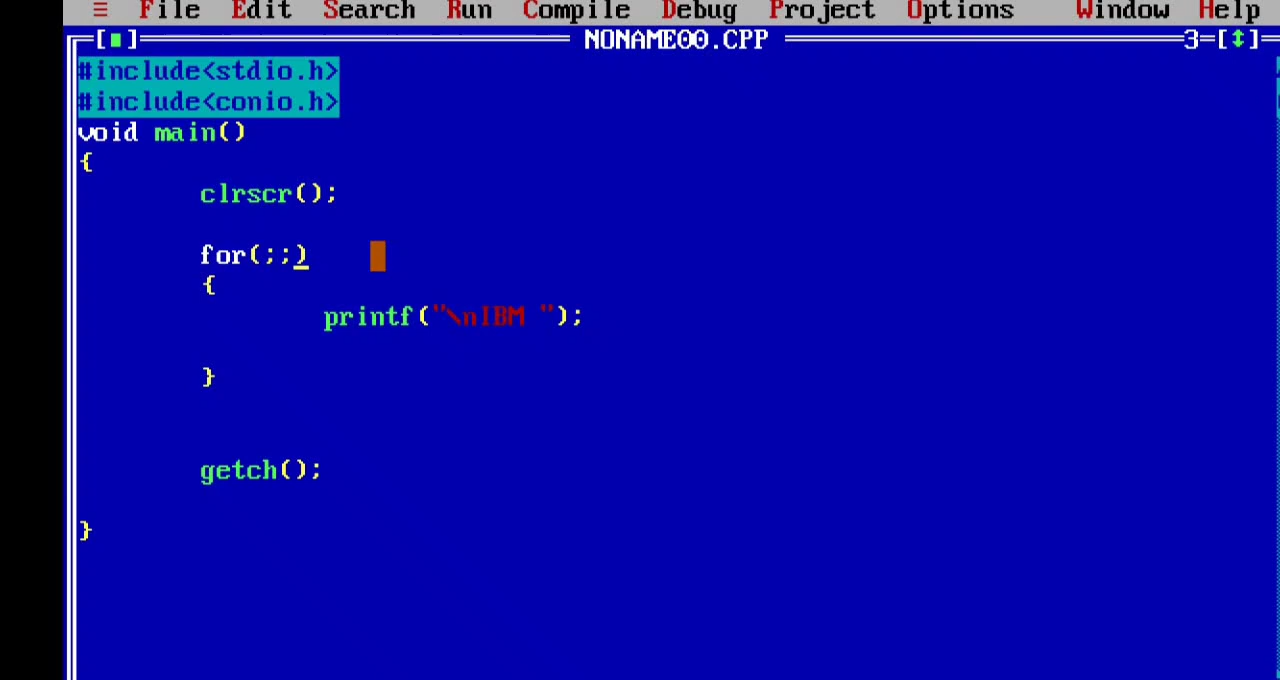 ≡ File Edit Search Run Compile Debug Project Options Window Help
[■] NONAME00.CPP 3=[↕]
#include<stdio.h>
#include<conio.h>
void main()
{
clrscr();
for(;;)
{
printf("\nIBM ");
}
getch();
}